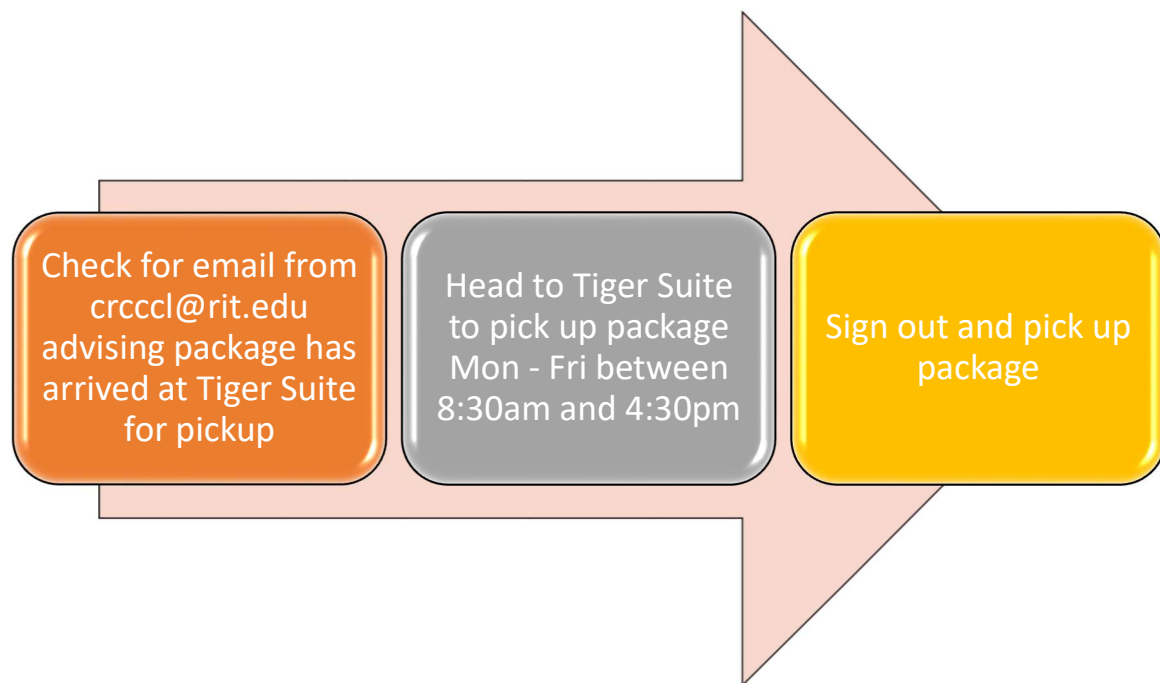 Check for email from
crcccl@rit.edu
advising package has
arrived at Tiger Suite
for pickup
Head to Tiger Suite
to pick up package
Mon - Fri between
8:30am and 4:30pm
Sign out and pick up
package